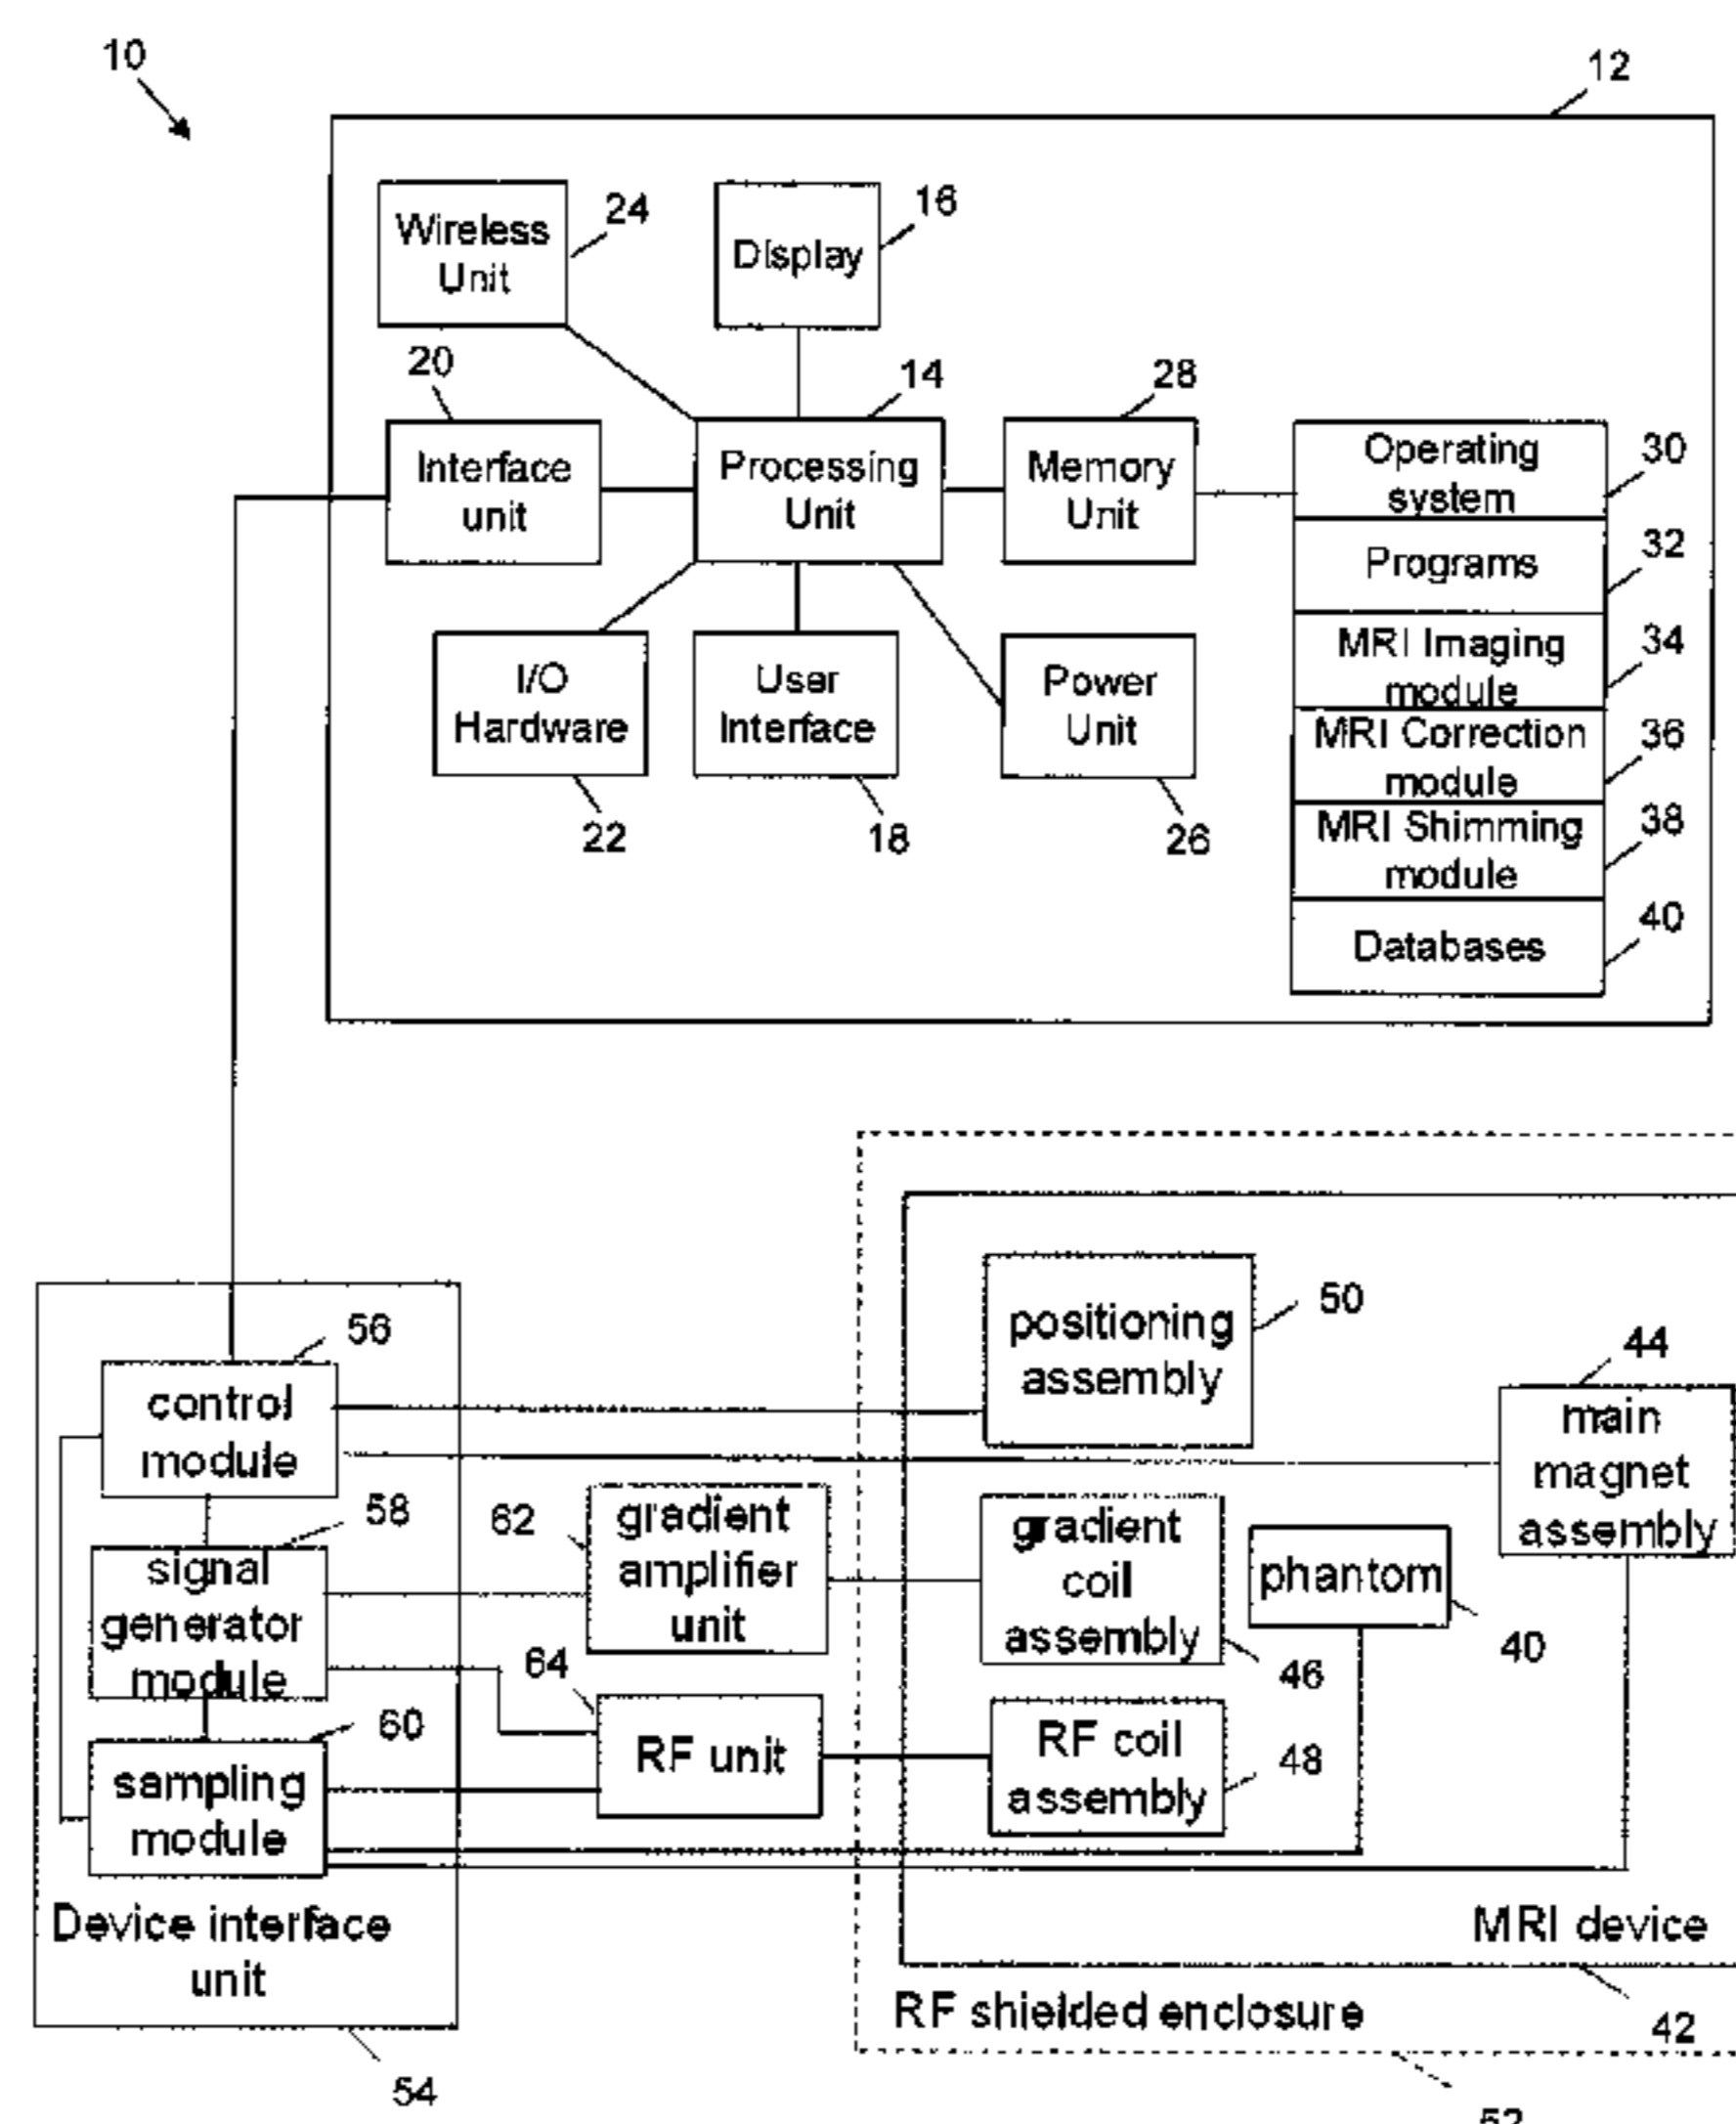 10
12
Wireless
Unit
24
Display
16
20
14
28
Interface
unit
Processing
Unit
Memory
Unit
Operating
system
30
Programs
32
MRI Imaging
module
34
MRI Correction
module
36
MRI Shimming
module
38
Databases
40
I/O
Hardware
22
User
Interface
18
Power
Unit
26
56
control
module
58
signal
generator
module
60
sampling
module
Device interface
unit
54
62
gradient
amplifier
unit
64
RF unit
positioning
assembly
50
44
main
magnet
assembly
gradient
coil
assembly
46
phantom
40
RF coil
assembly
48
MRI device
42
RF shielded enclosure
52